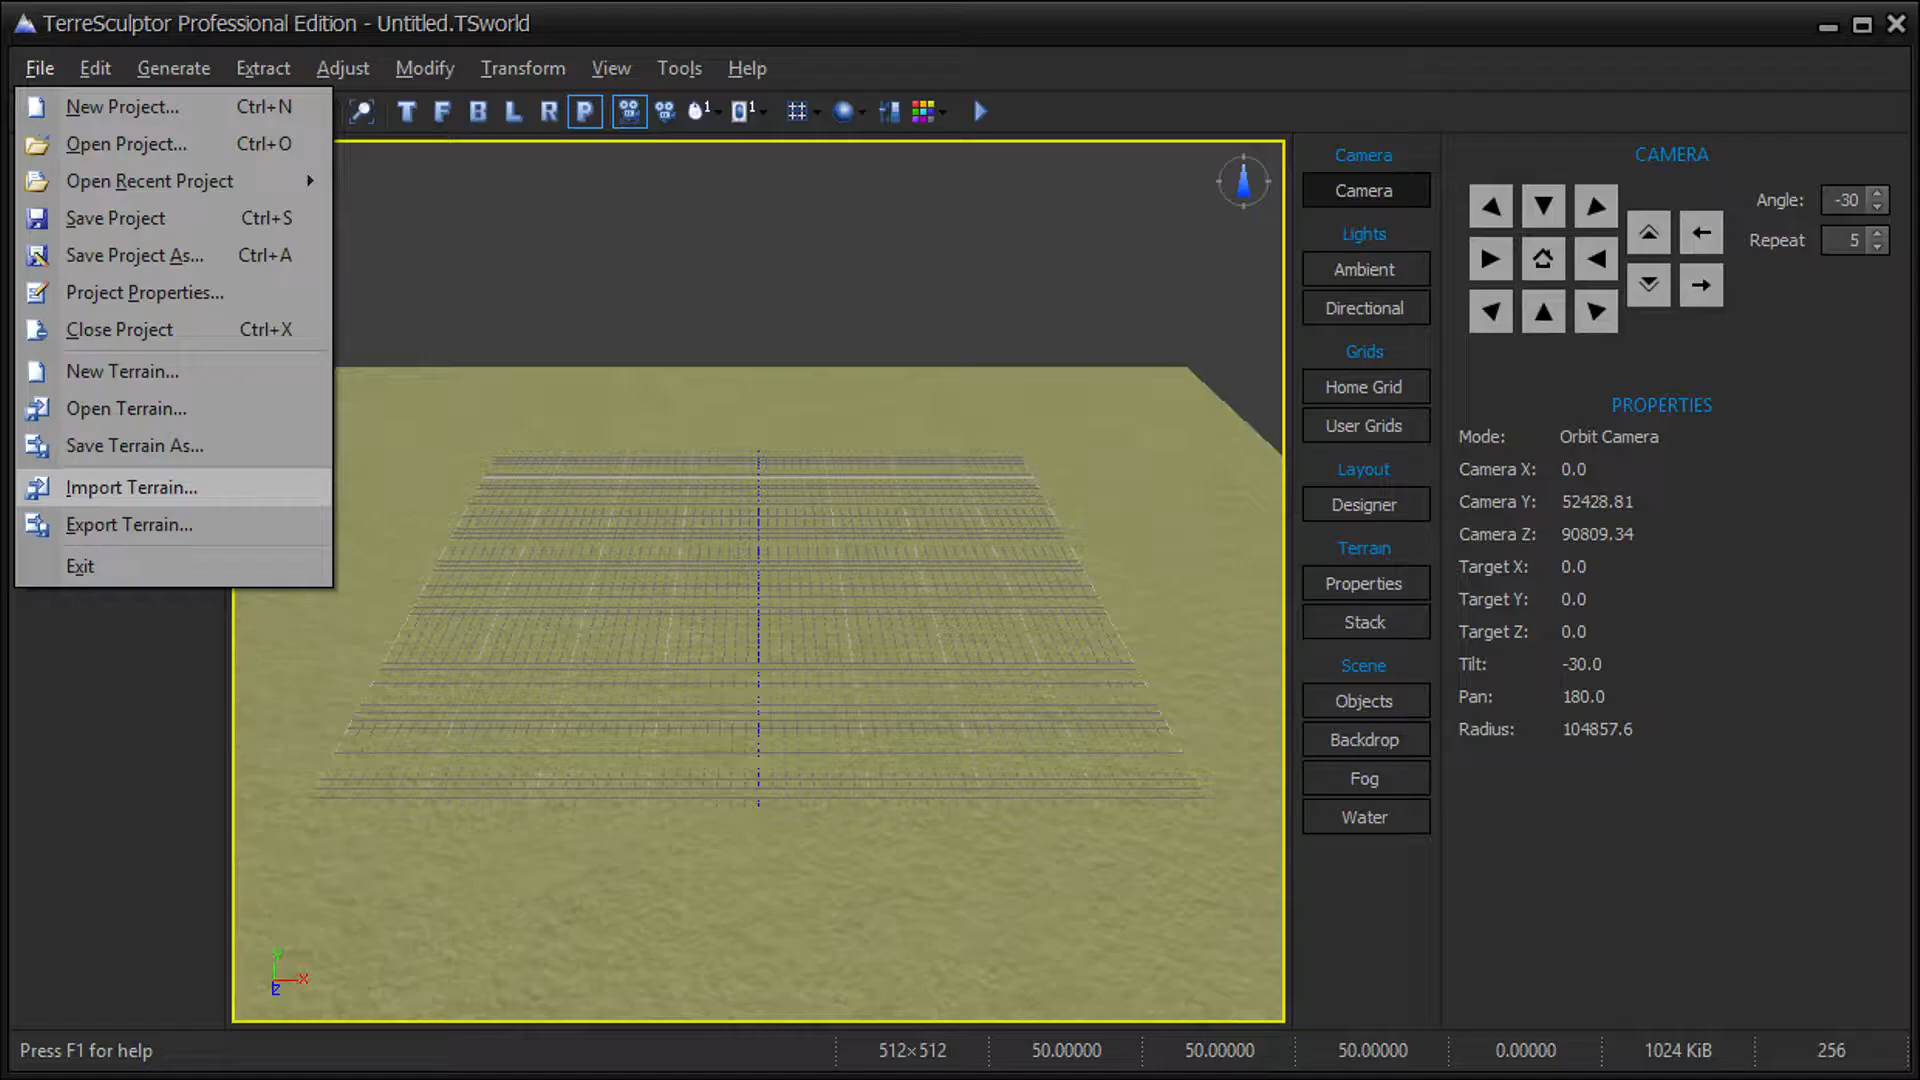 TerreSculptor Professional Edition - Untitled.TSworld
File Edit Generate Extract Adjust Modify Transform View Tools Help
New Project... Ctrl+N
Open Project... Ctrl+O
Open Recent Project
Save Project Ctrl+S
Save Project As... Ctrl+A
Project Properties...
Close Project Ctrl+X
New Terrain...
Open Terrain...
Save Terrain As...
Import Terrain...
Export Terrain...
Exit
T F B L R P 1 1
Y
X
Z
Camera
Camera
Lights
Ambient
Directional
Grids
Home Grid
User Grids
Layout
Designer
Terrain
Properties
Stack
Scene
Objects
Backdrop
Fog
Water
CAMERA
Angle: -30
Repeat 5
PROPERTIES
Mode: Orbit Camera
Camera X: 0.0
Camera Y: 52428.81
Camera Z: 90809.34
Target X: 0.0
Target Y: 0.0
Target Z: 0.0
Tilt: -30.0
Pan: 180.0
Radius: 104857.6
Press F1 for help 512×512 50.00000 50.00000 50.00000 0.00000 1024 KiB 256